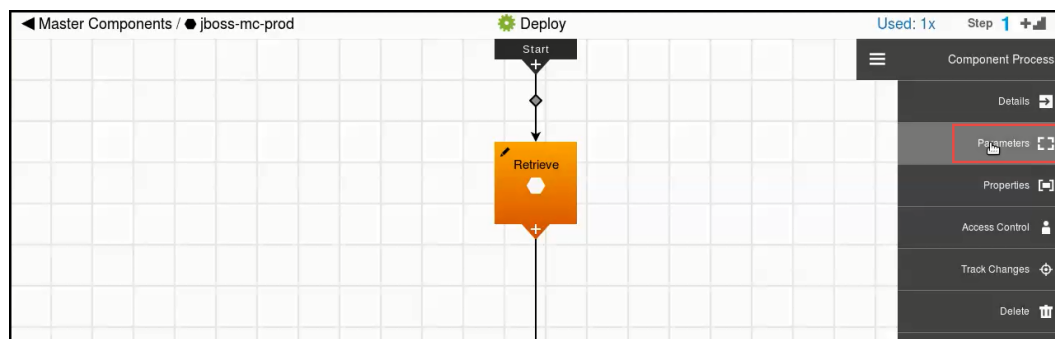 Master Components / jboss-mc-prod
Deploy
Used: 1x
Step 1
Start
Component Process
Details
Parameters
Retrieve
Properties
Access Control
Track Changes
Delete